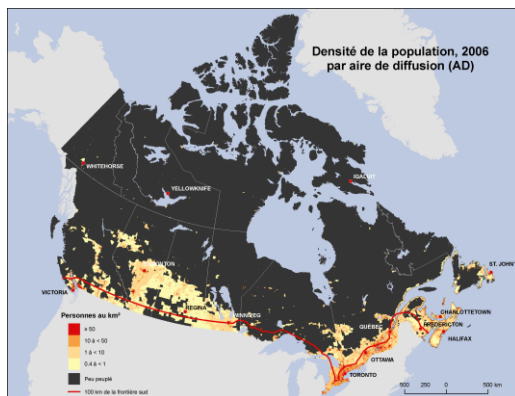 Densité de la population, 2006
par aire de diffusion (AD)
WHITEHORSE
YELLOWKNIFE
IQALUIT
ST. JOHN'
VICTORIA
REGINA
WINNIPEG
QUÉBEC
CHARLOTTETOWN
FREDERICTON
HALIFAX
OTTAWA
TORONTO
Personnes au km²
≥ 50
10 à < 50
1 à < 10
0.4 à < 1
Peu peuplé
100 km de la frontière sud
500 250 0 500